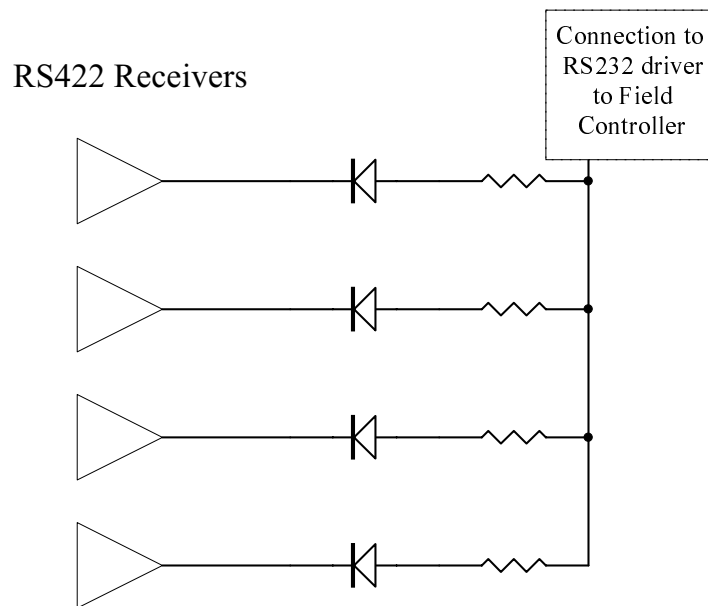 RS422 Receivers
Connection to
RS232 driver
to Field
Controller